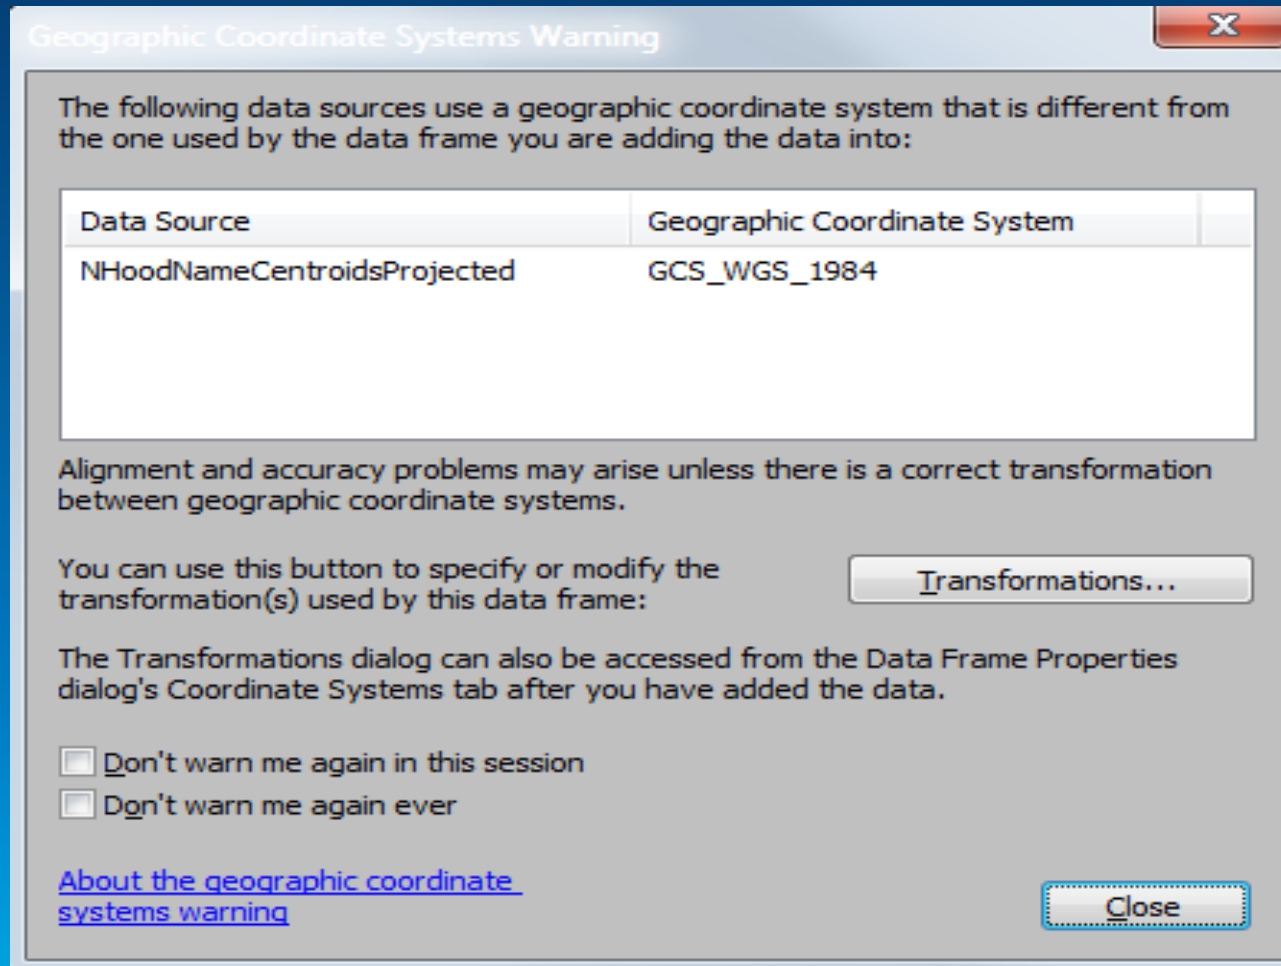 Geographic Coordinate Systems Warning
The following data sources use a geographic coordinate system that is different from
the one used by the data frame you are adding the data into:
Data Source Geographic Coordinate System
NHoodNameCentroidsProjected GCS_WGS_1984
Alignment and accuracy problems may arise unless there is a correct transformation
between geographic coordinate systems.
You can use this button to specify or modify the
transformation(s) used by this data frame:
Transformations...
The Transformations dialog can also be accessed from the Data Frame Properties
dialog's Coordinate Systems tab after you have added the data.
Don't warn me again in this session
Don't warn me again ever
About the geographic coordinate
systems warning
Close